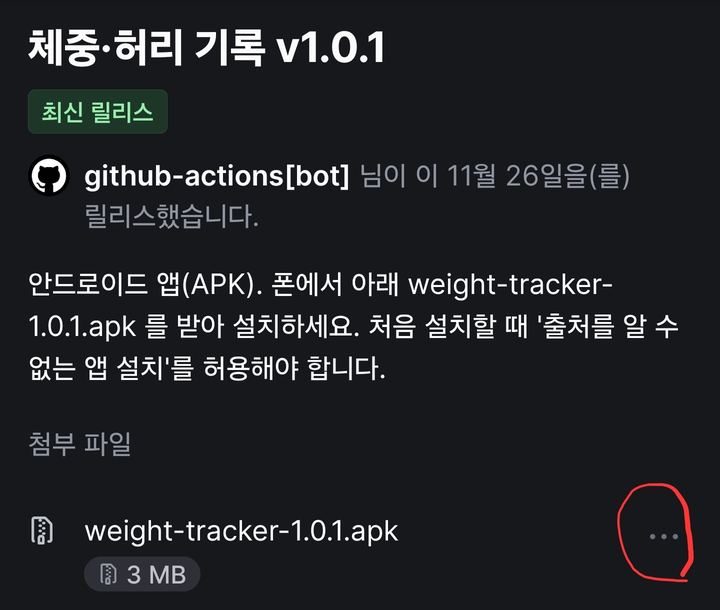 체중·허리 기록 v1.0.1
최신 릴리스
github-actions[bot] 님이 이 11월 26일을(를)
릴리스했습니다.
안드로이드 앱(APK). 폰에서 아래 weight-tracker-
1.0.1.apk 를 받아 설치하세요. 처음 설치할 때 '출처를 알 수
없는 앱 설치'를 허용해야 합니다.
첨부 파일
weight-tracker-1.0.1.apk
3 MB